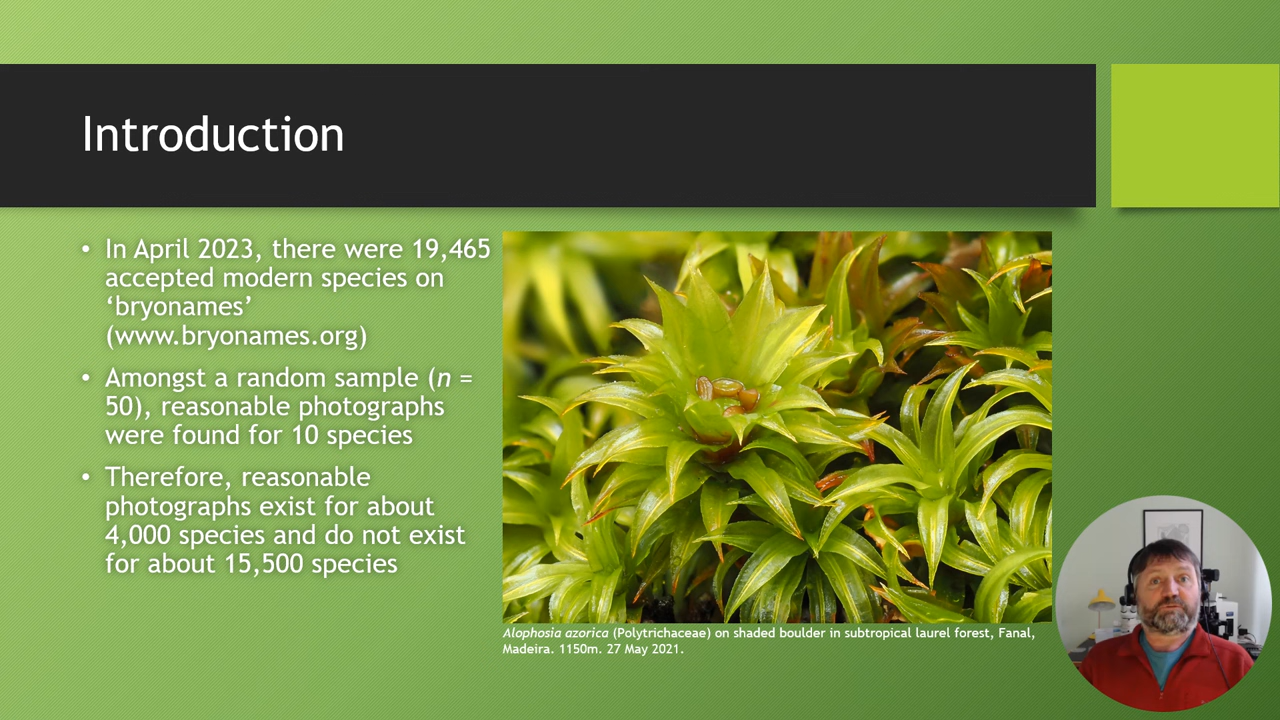 Introduction
• In April 2023, there were 19,465
accepted modern species on
‘bryonames’
(www.bryonames.org)
• Amongst a random sample (n =
50), reasonable photographs
were found for 10 species
• Therefore, reasonable
photographs exist for about
4,000 species and do not exist
for about 15,500 species
Alophosia azorica (Polytrichaceae) on shaded boulder in subtropical laurel forest, Fanal,
Madeira. 1150m. 27 May 2021.